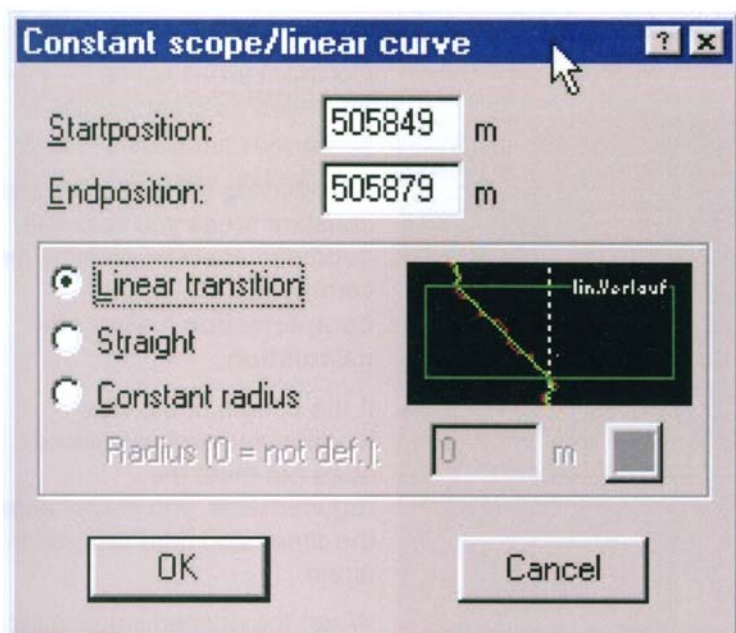 Constant scope/linear curve
Startposition: 505849 m
Endposition: 505879 m
Linear transition
lin.Verlauf
Straight
Constant radius
Radius (0 = not def.): 0 m
OK Cancel